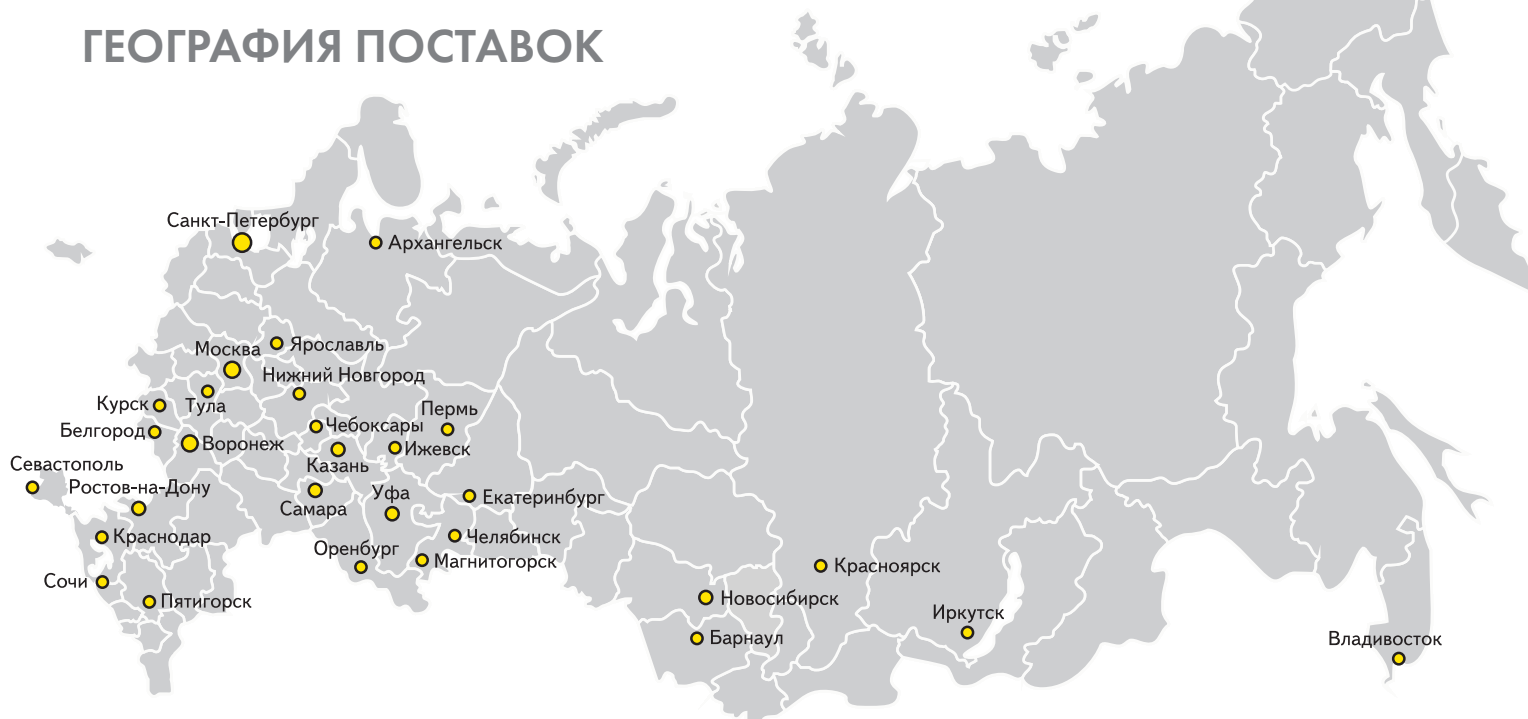 ГЕОГРАФИЯ ПОСТАВОК
Санкт-Петербург
Архангельск
Ярославль
Москва
Нижний Новгород
Курск
Тула
Пермь
Чебоксары
Белгород
Воронеж
Ижевск
Казань
Севастополь
Ростов-на-Дону
Уфа
Екатеринбург
Самара
Краснодар
Челябинск
Оренбург
Магнитогорск
Красноярск
Сочи
Пятигорск
Новосибирск
Иркутск
Барнаул
Владивосток